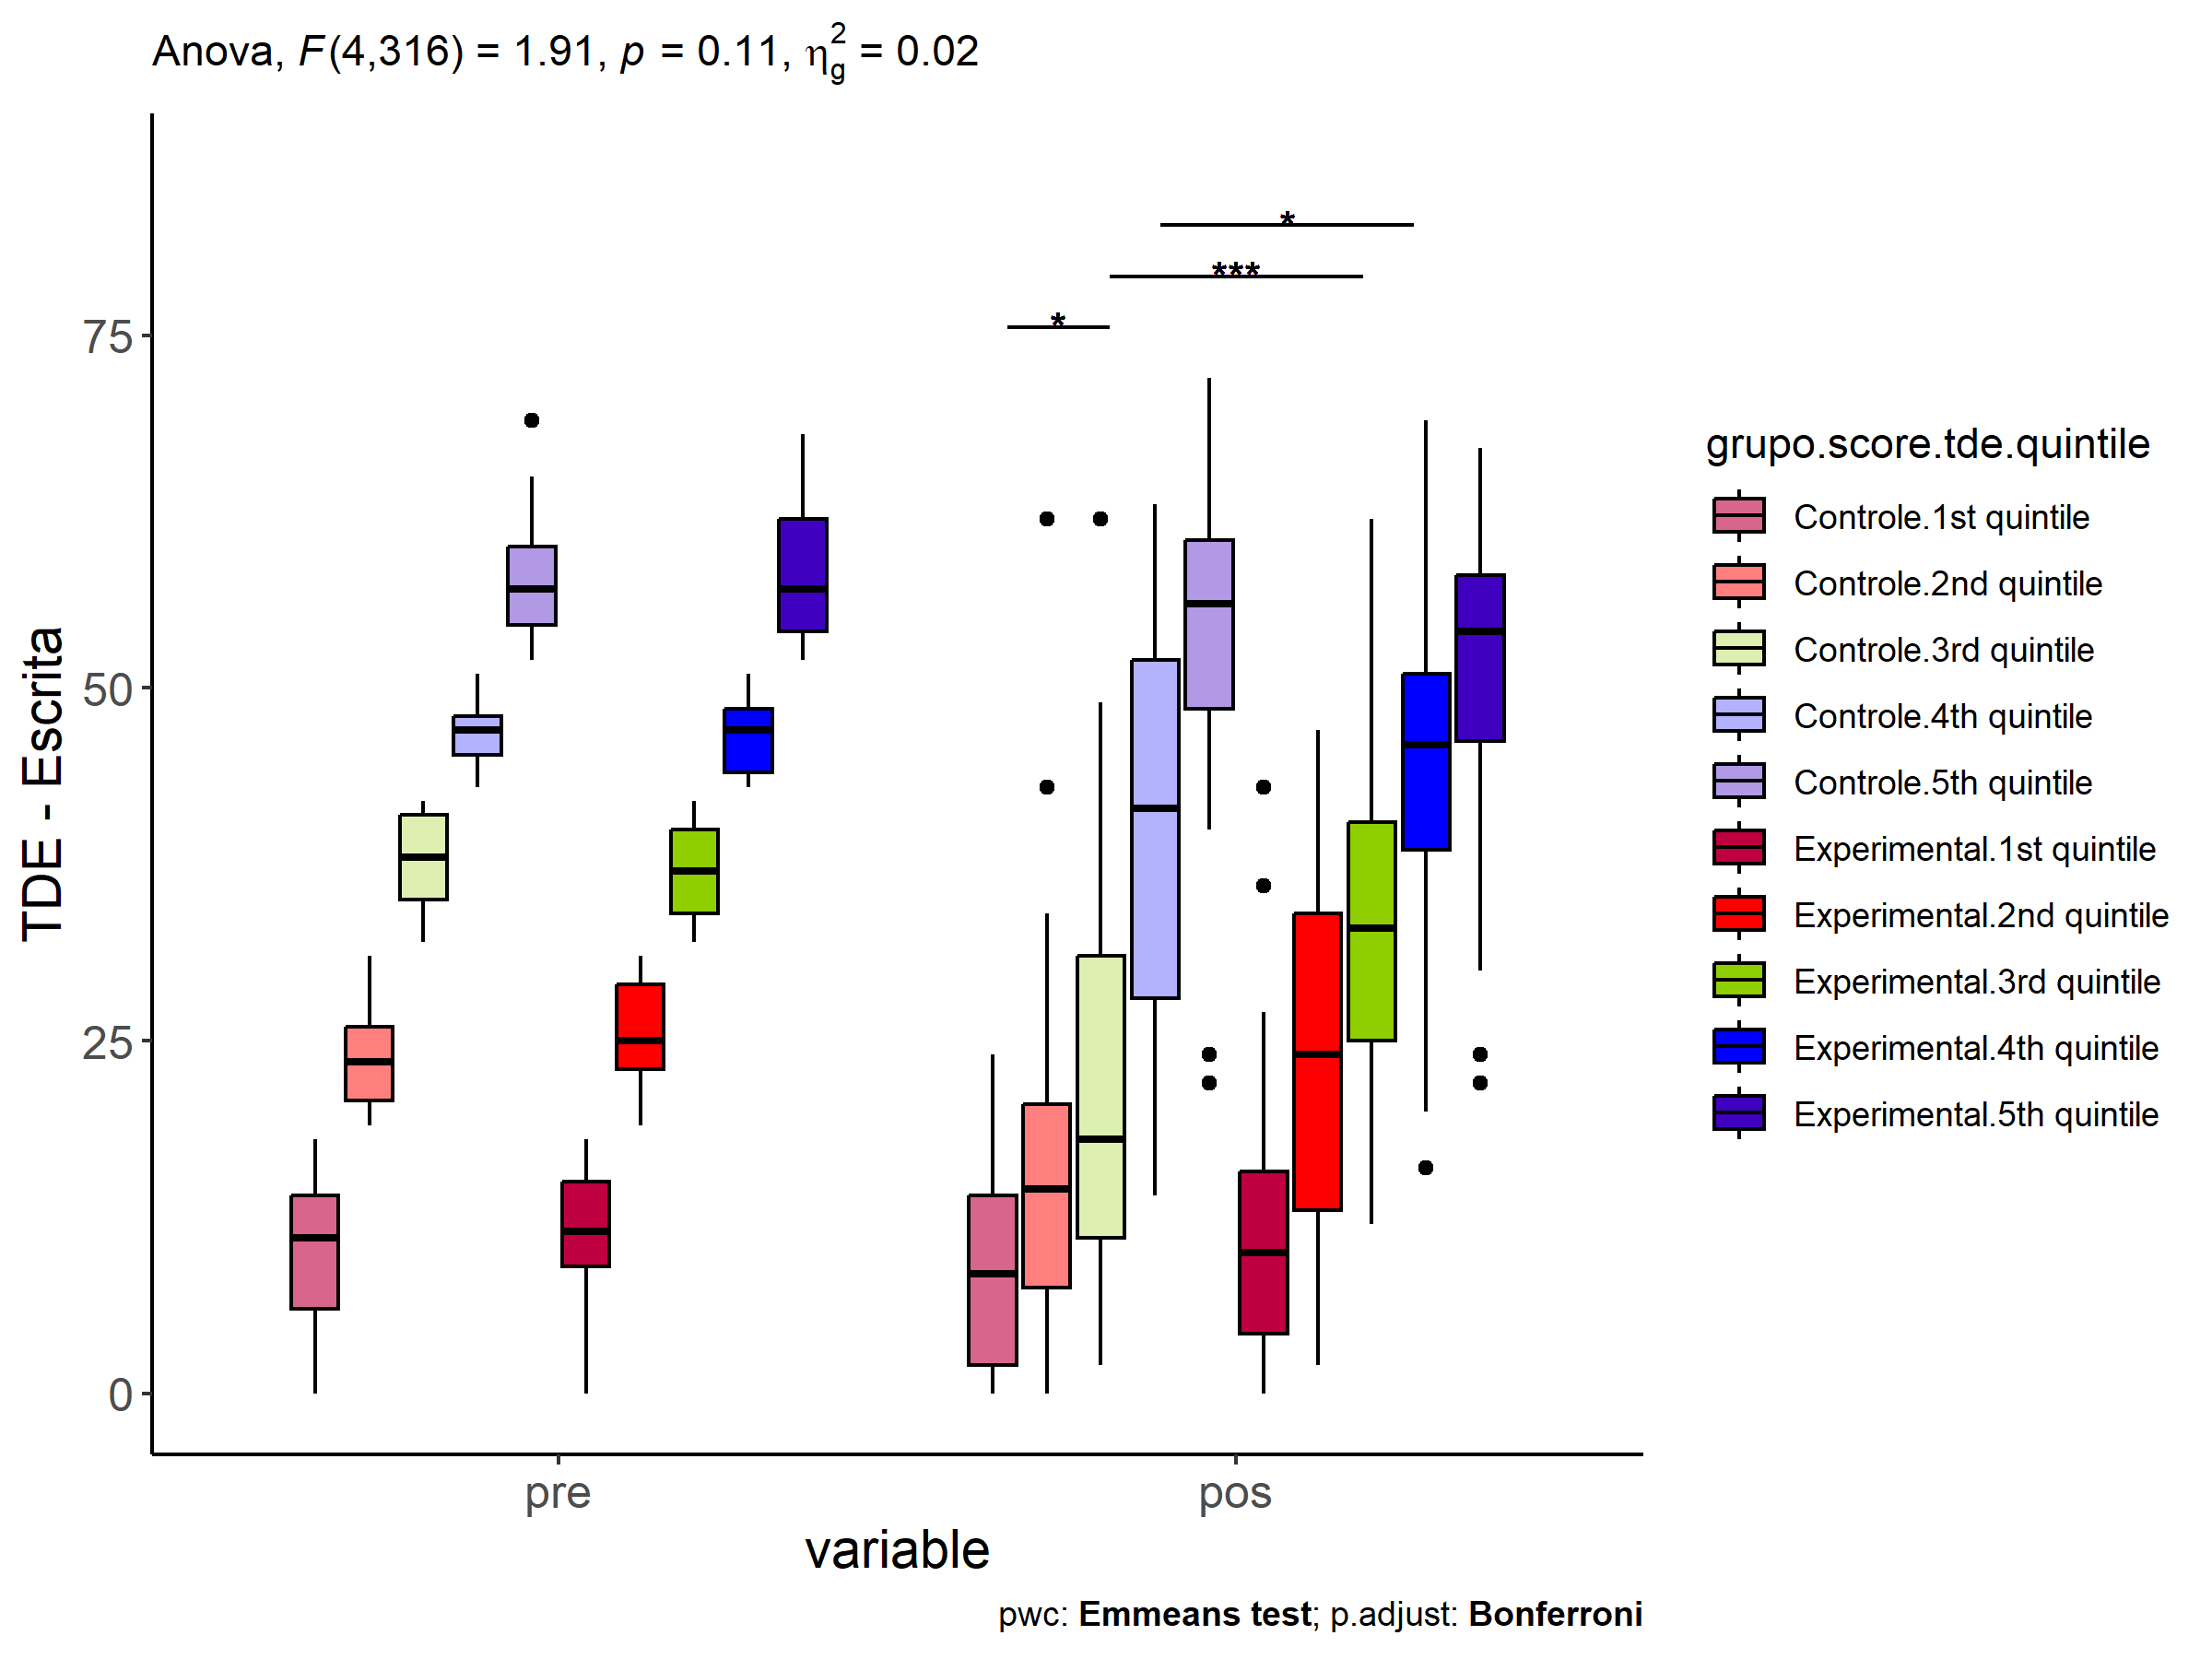 Anova, F(4,316) = 1.91, p = 0.11, η²g = 0.02
*
***
*
75
50
25
0
TDE - Escrita
pre
pos
variable
grupo.score.tde.quintile
Controle.1st quintile
Controle.2nd quintile
Controle.3rd quintile
Controle.4th quintile
Controle.5th quintile
Experimental.1st quintile
Experimental.2nd quintile
Experimental.3rd quintile
Experimental.4th quintile
Experimental.5th quintile
pwc: Emmeans test; p.adjust: Bonferroni